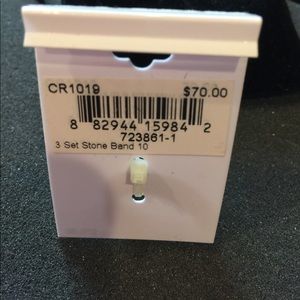 CR1019 $70.00
8 82944 15984 2
723861-1
3 Set Stone Band 10